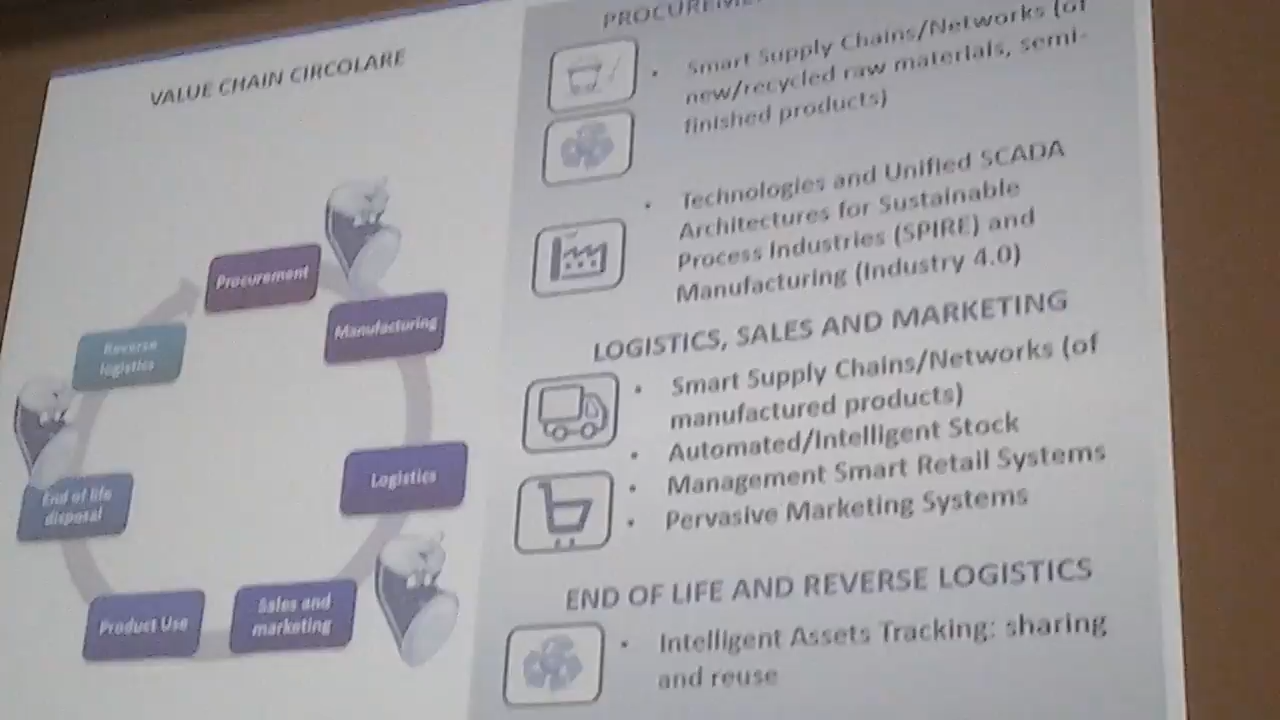 VALUE CHAIN CIRCOLARE
Procurement
Manufacturing
Logistics
Sales and
marketing
Product Use
End of life
disposal
Reverse
logistics
• Smart Supply Chains/Networks (of
new/recycled raw materials, semi-
finished products)
• Technologies and Unified SCADA
Architectures for Sustainable
Process Industries (SPIRE) and
Manufacturing (Industry 4.0)
LOGISTICS, SALES AND MARKETING
• Smart Supply Chains/Networks (of
manufactured products)
• Automated/Intelligent Stock
• Management Smart Retail Systems
• Pervasive Marketing Systems
END OF LIFE AND REVERSE LOGISTICS
• Intelligent Assets Tracking: sharing
and reuse